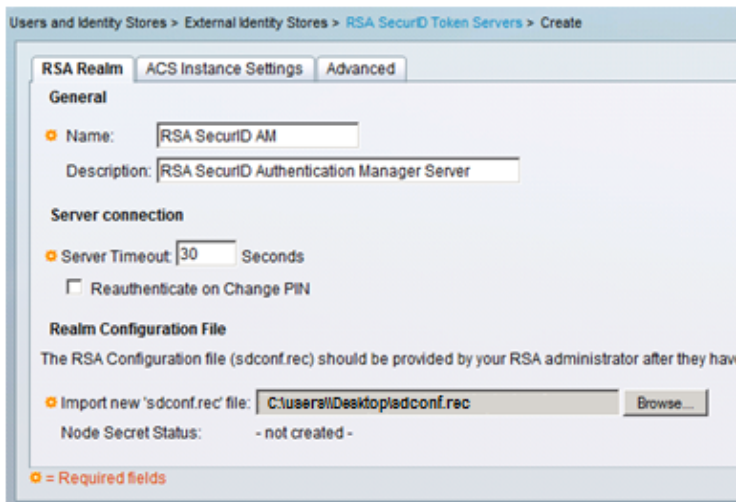 Users and Identity Stores > External Identity Stores > RSA SecurID Token Servers > Create
RSA Realm ACS Instance Settings Advanced
General
Name: RSA SecurID AM
Description: RSA SecurID Authentication Manager Server
Server connection
Server Timeout: 30 Seconds
Reauthenticate on Change PIN
Realm Configuration File
The RSA Configuration file (sdconf.rec) should be provided by your RSA administrator after they have
Import new 'sdconf.rec' file: C:\users\\Desktop\sdconf.rec Browse...
Node Secret Status: - not created -
= Required fields